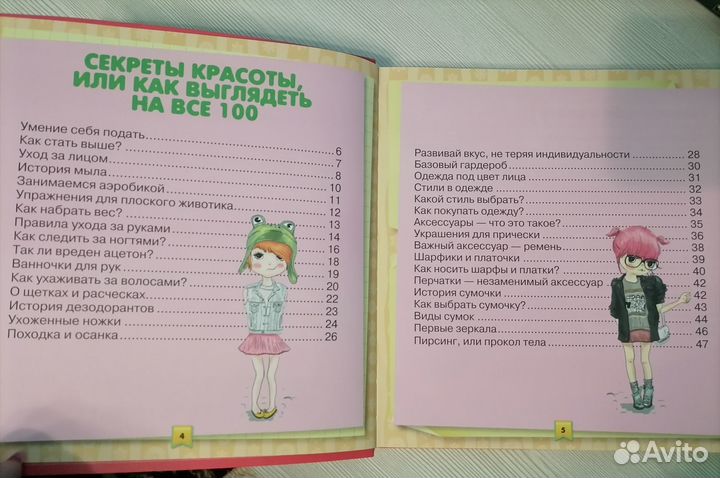 СЕКРЕТЫ КРАСОТЫ,
ИЛИ КАК ВЫГЛЯДЕТЬ
НА ВСЕ 100
Умение себя подать 6
Как стать выше? 7
Уход за лицом 8
История мыла 10
Занимаемся аэробикой 11
Упражнения для плоского животика 12
Как набрать вес? 13
Правила ухода за руками 14
Как следить за ногтями? 16
Так ли вреден ацетон? 18
Ванночки для рук 19
Как ухаживать за волосами? 20
О щетках и расческах 22
История дезодорантов 23
Ухоженные ножки 24
Походка и осанка 26
4
Развивай вкус, не теряя индивидуальности 28
Базовый гардероб 30
Одежда под цвет лица 31
Стили в одежде 32
Какой стиль выбрать? 33
Как покупать одежду? 34
Аксессуары — что это такое? 35
Украшения для прически 36
Важный аксессуар - ремень 38
Шарфики и платочки 39
Как носить шарфы и платки? 40
Перчатки — незаменимый аксессуар 42
История сумочки 42
Как выбрать сумочку? 43
Виды сумок 44
Первые зеркала 46
Пирсинг, или прокол тела 47
5
Avito